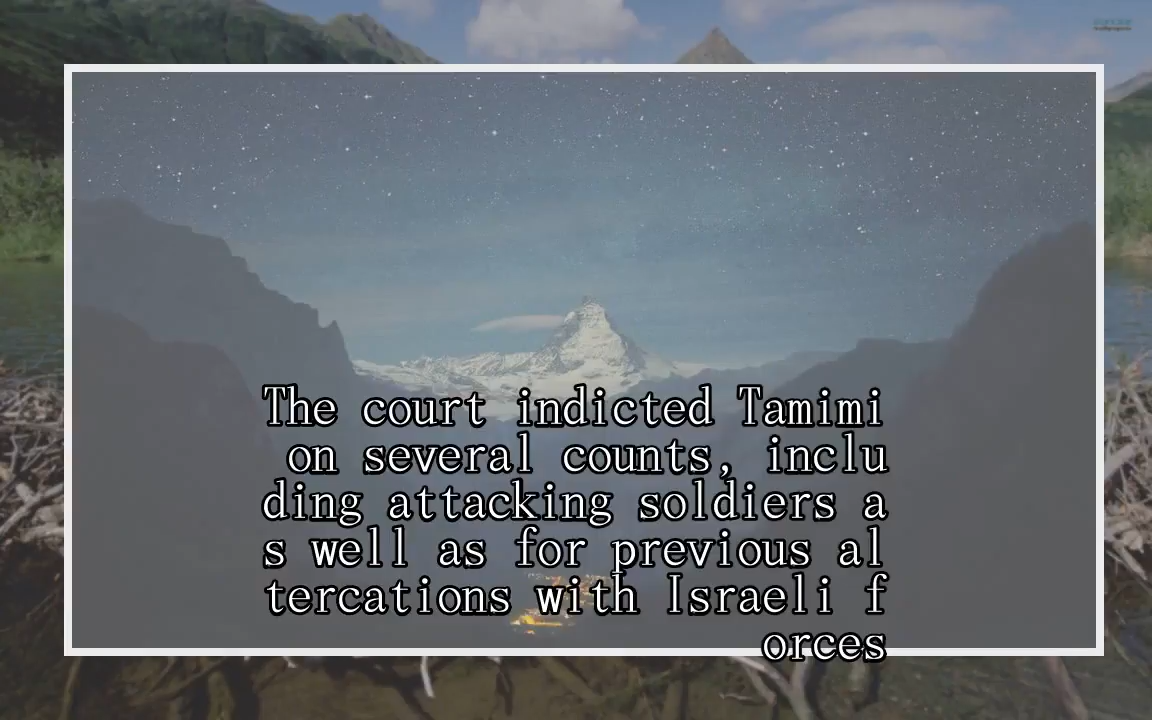 The court indicted Tamimi
on several counts, inclu
ding attacking soldiers a
s well as for previous al
tercations with Israeli f
orces